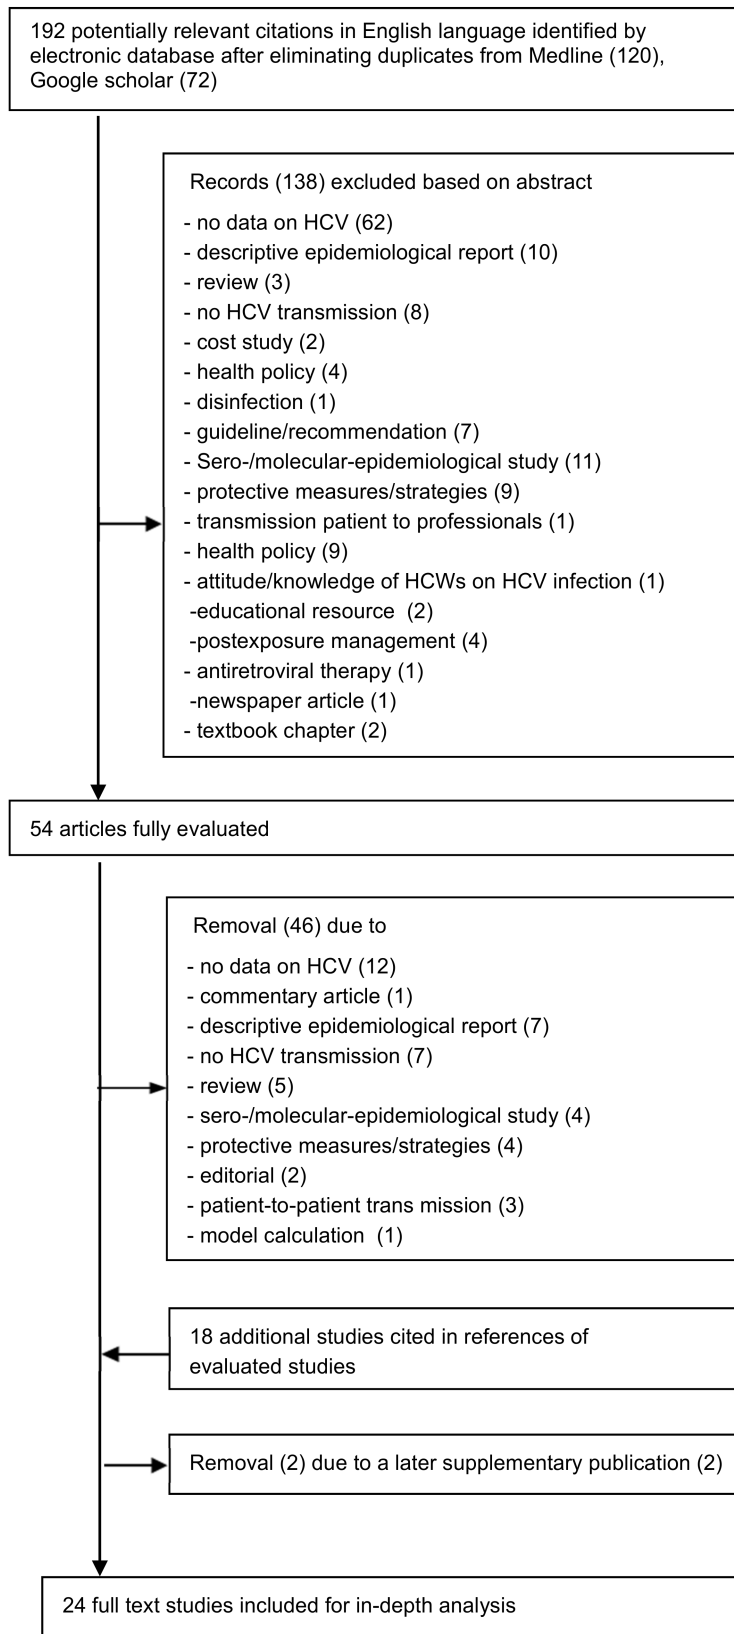 192 potentially relevant citations in English language identified by
electronic database after eliminating duplicates from Medline (120),
Google scholar (72)
Records (138) excluded based on abstract
- no data on HCV (62)
- descriptive epidemiological report (10)
- review (3)
- no HCV transmission (8)
- cost study (2)
- health policy (4)
- disinfection (1)
- guideline/recommendation (7)
- Sero-/molecular-epidemiological study (11)
- protective measures/strategies (9)
- transmission patient to professionals (1)
- health policy (9)
- attitude/knowledge of HCWs on HCV infection (1)
-educational resource (2)
-postexposure management (4)
- antiretroviral therapy (1)
-newspaper article (1)
- textbook chapter (2)
54 articles fully evaluated
Removal (46) due to
- no data on HCV (12)
- commentary article (1)
- descriptive epidemiological report (7)
- no HCV transmission (7)
- review (5)
- sero-/molecular-epidemiological study (4)
- protective measures/strategies (4)
- editorial (2)
- patient-to-patient trans mission (3)
- model calculation (1)
18 additional studies cited in references of
evaluated studies
Removal (2) due to a later supplementary publication (2)
24 full text studies included for in-depth analysis